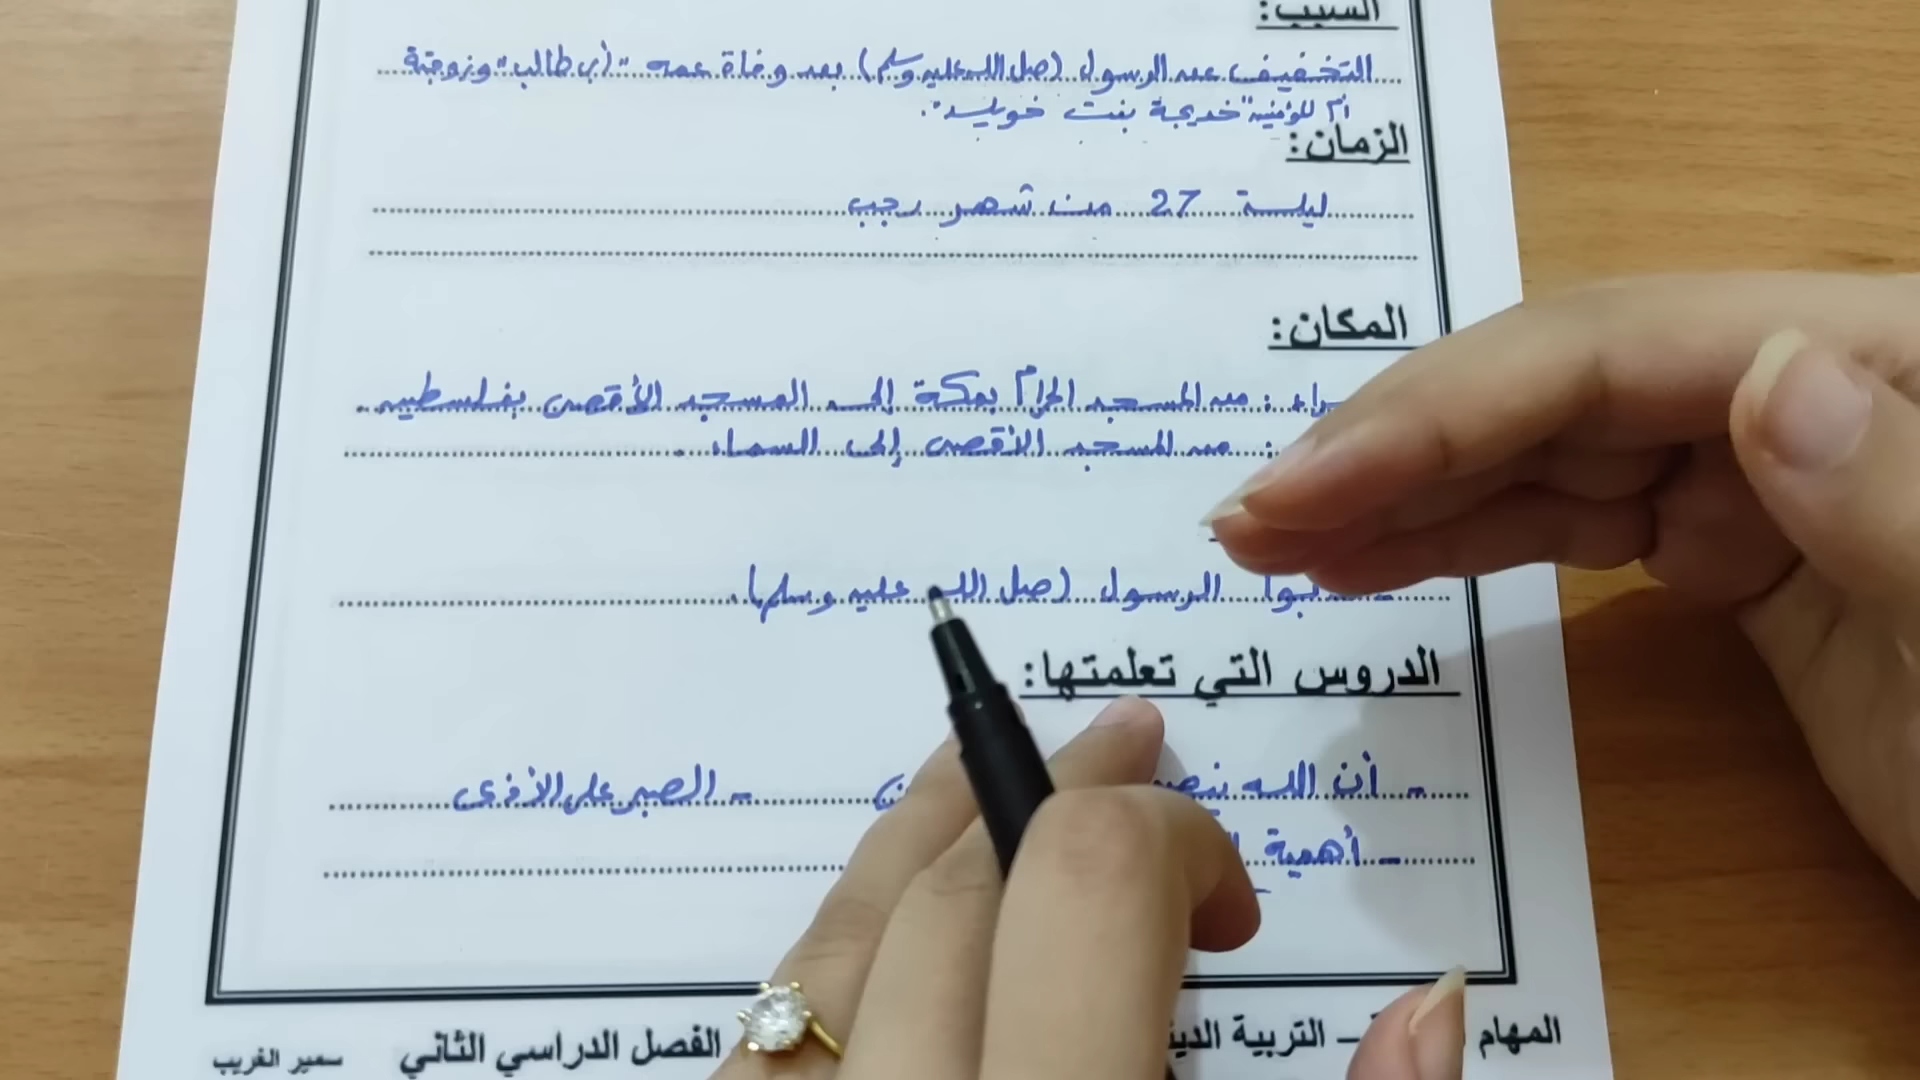 السبب:
التخفيف عن الرسول (صلى الله عليه وسلم) بعد وفاة عمه "أبي طالب" وزوجتة
أم المؤمنين "خديجة بنت خويلد".
الزمان:
ليلة 27 من شهر رجب
المكان:
: من المسجد الحرام بمكة إلى المسجد الأقصى بفلسطين.
: من المسجد الأقصى إلى السماء.
الرسول (صلى الله عليه وسلم).
الدروس التي تعلمتها:
- أن الله - الصبر على الأذى
- أهمية
المهام – التربية الفصل الدراسي الثاني سمير الغريب